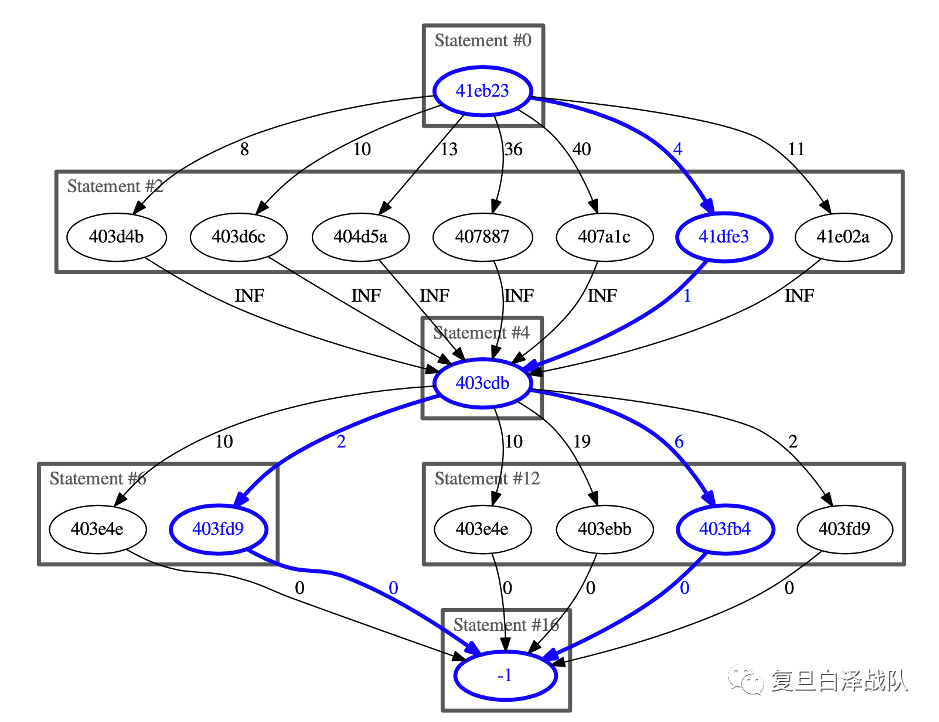 Statement #0
41eb23
8 10 13 36 40 4 11
Statement #2
403d4b 403d6c 404d5a 407887 407a1c 41dfe3 41e02a
INF INF INF INF INF 1 INF
Statement #4
403cdb
10 2 10 19 6 2
Statement #6 Statement #12
403e4e 403fd9 403e4e 403ebb 403fb4 403fd9
0 0 0 0 0 0
Statement #16
-1
复旦白泽战队